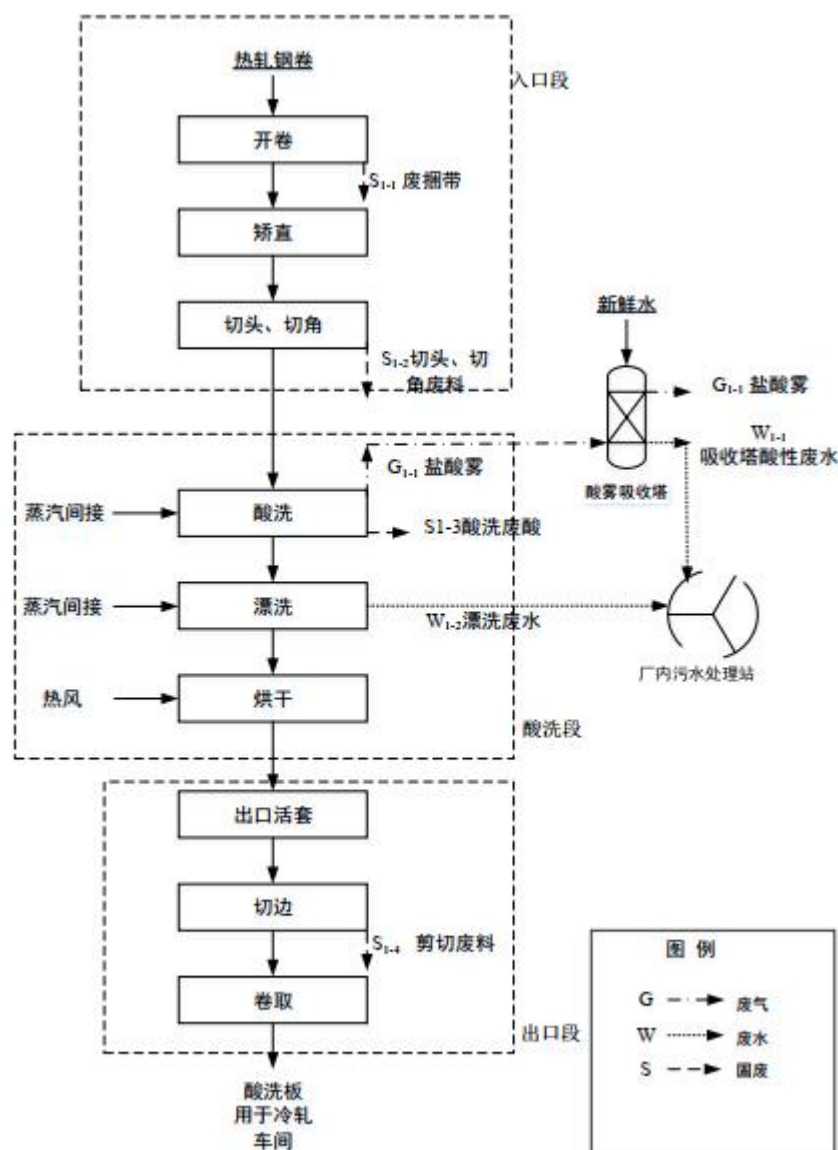 热轧钢卷
入口段
开卷
S1-1 废捆带
矫直
切头、切角
S1-2切头、切
角废料
新鲜水
G1-1 盐酸雾
W1-1
吸收塔酸性废水
酸雾吸收塔
G1-1 盐酸雾
蒸汽间接
酸洗
S1-3酸洗废酸
蒸汽间接
漂洗
W1-2漂洗废水
厂内污水处理站
热风
烘干
酸洗段
出口活套
切边
S1-4 剪切废料
卷取
出口段
酸洗板
用于冷轧
车间
图 例
G 废气
W 废水
S 固废